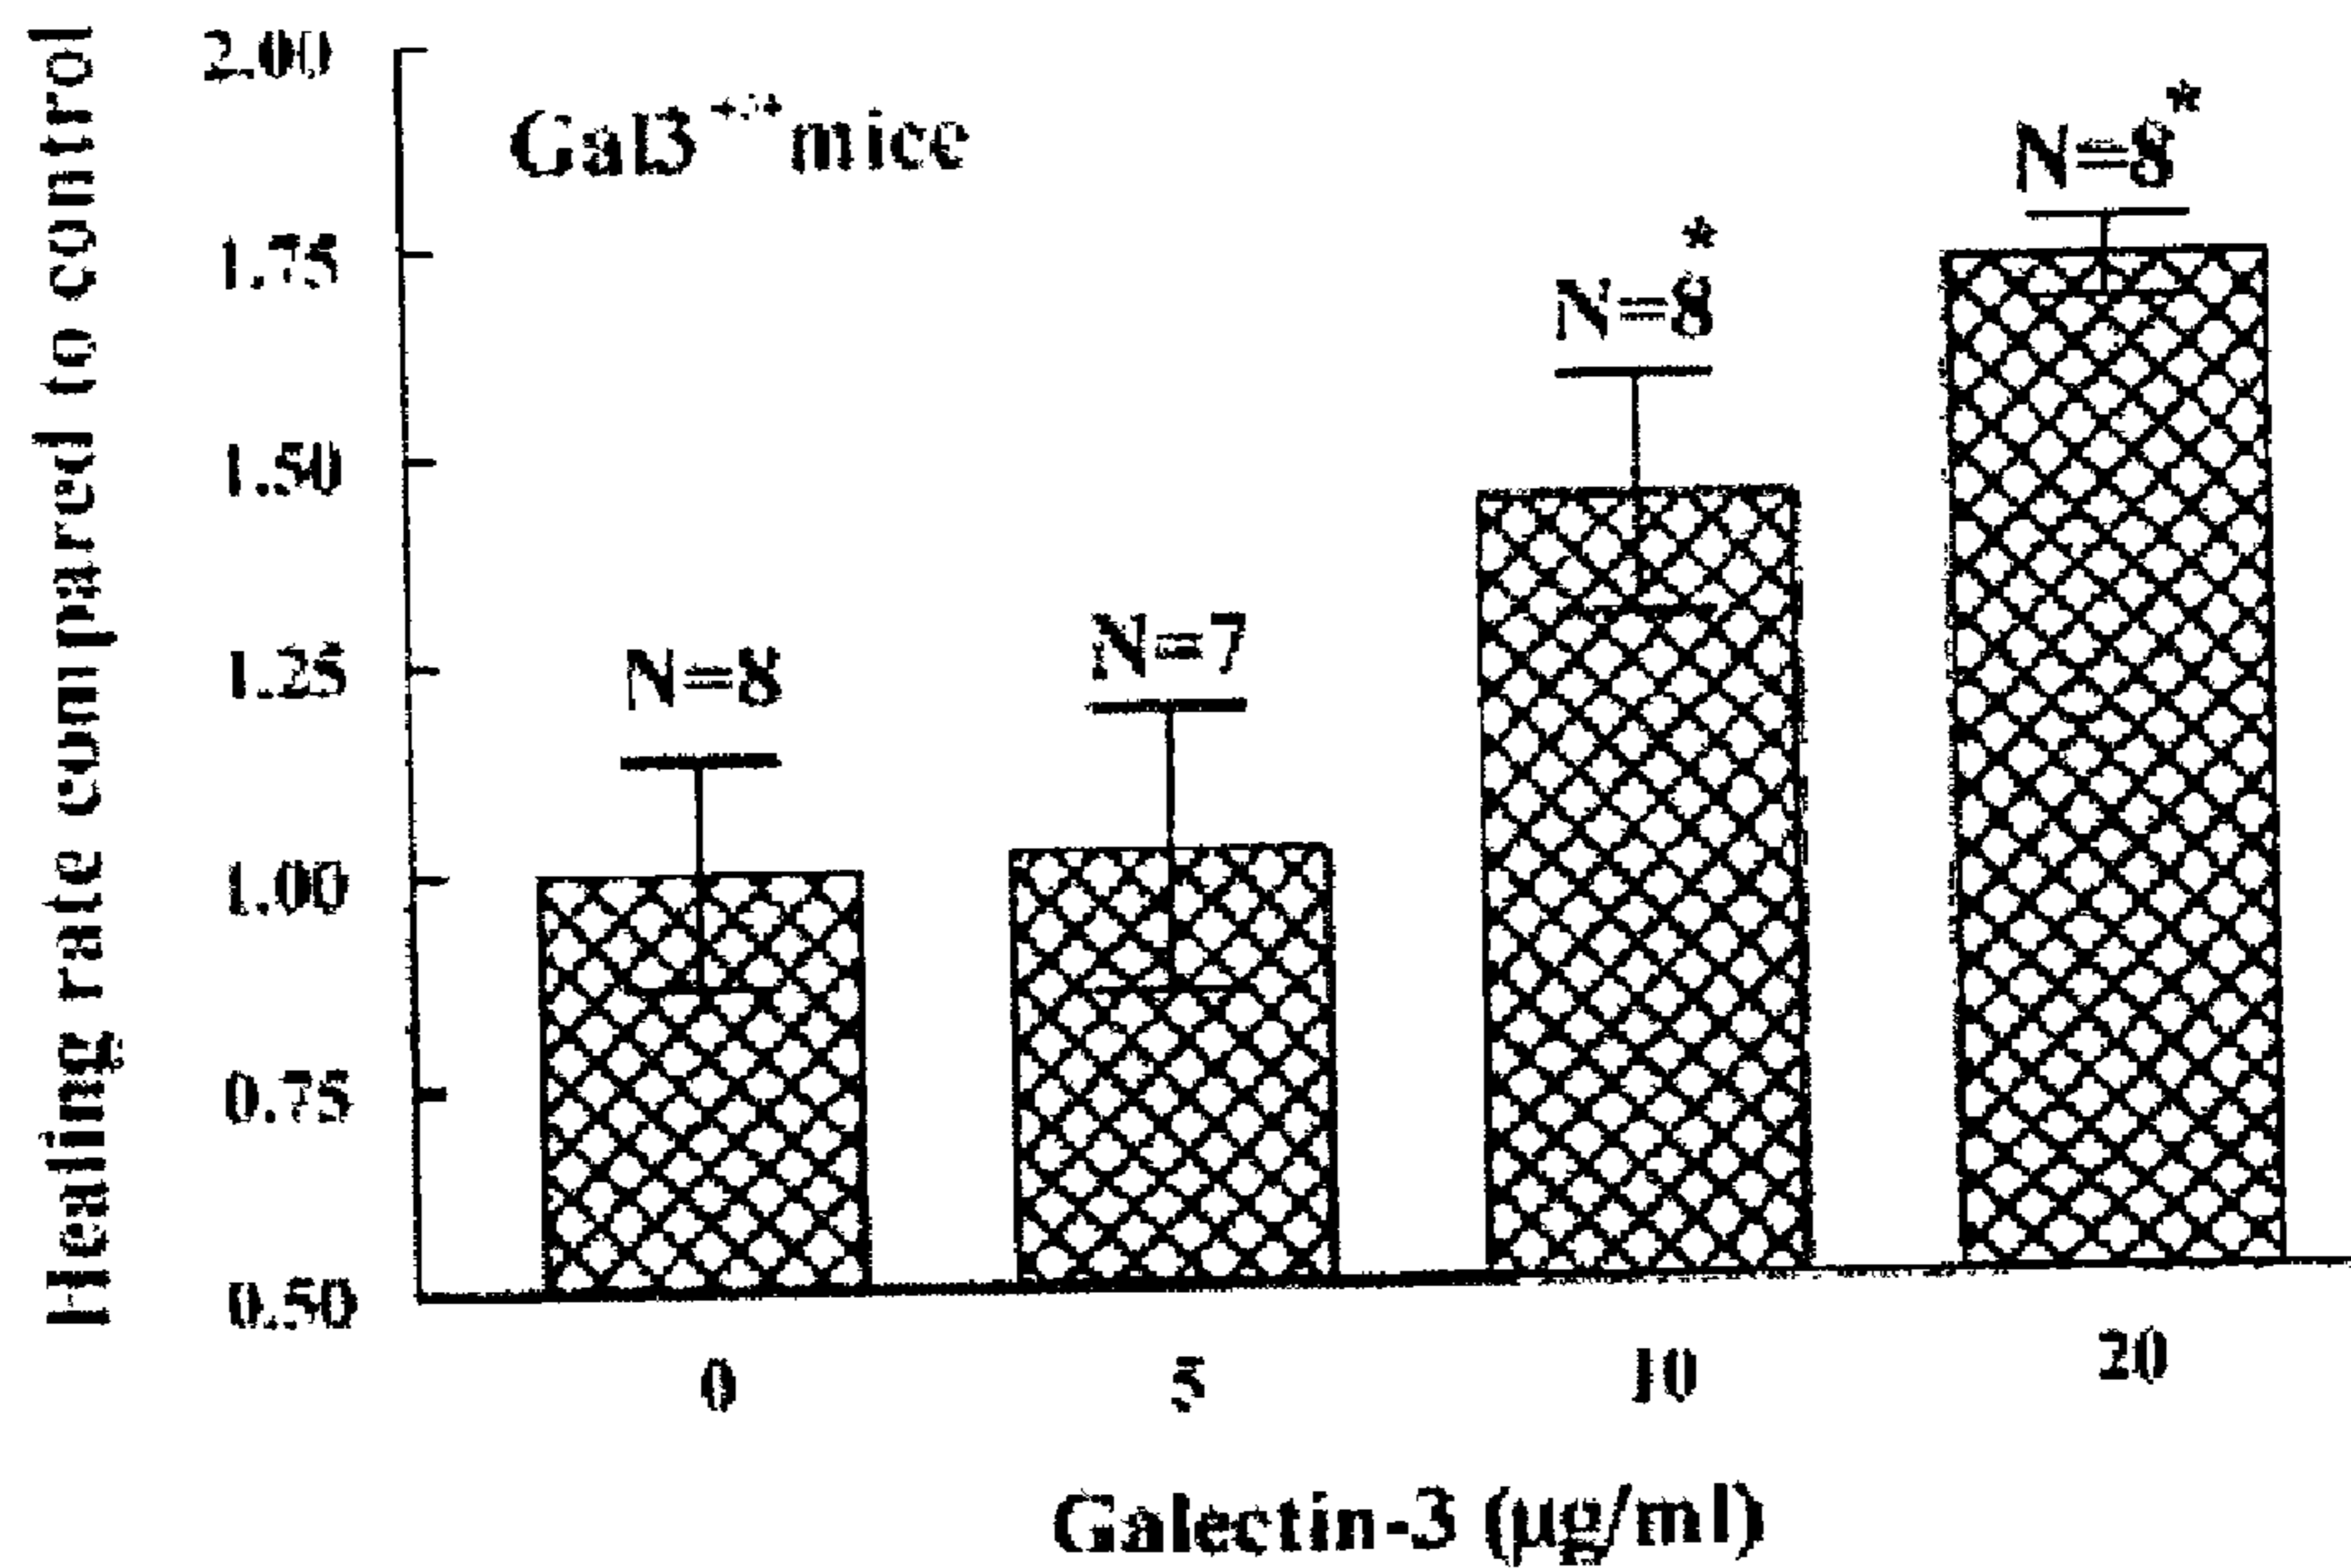 Healing rate compared to control
2.00
1.75
1.50
1.25
1.00
0.75
0.50
Gal3 +/+ mice
N=8
N=7
N=8*
N=8*
0
5
10
20
Galectin-3 (µg/ml)